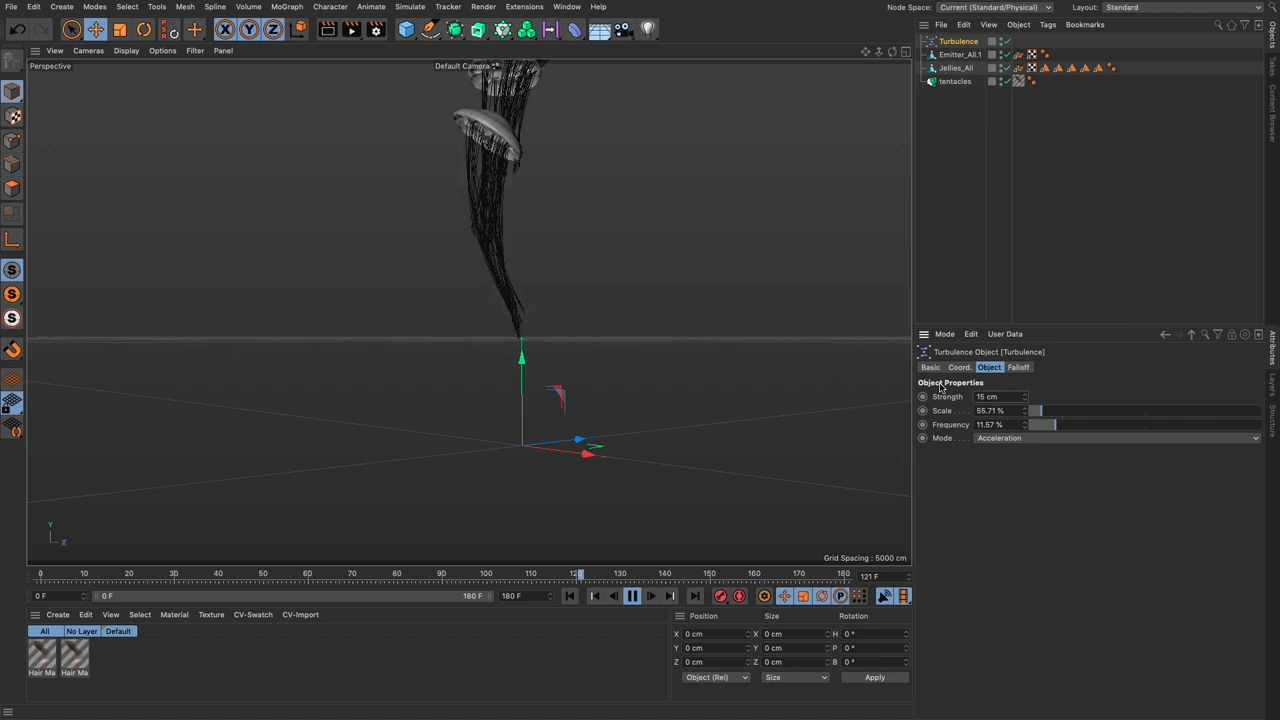 File Edit Create Modes Select Tools Mesh Spline Volume MoGraph Character Animate Simulate Tracker Render Extensions Window Help Node Space: Current (Standard/Physical) Layout: Standard
File Edit View Object Tags Bookmarks
View Cameras Display Options Filter Panel
Perspective
Default Camera
Turbulence
Emitter_All.1
Jellies_All
tentacles
Objects
Takes
Content Browser
Mode Edit User Data
Turbulence Object [Turbulence]
Basic Coord. Object Falloff
Object Properties
Strength 15 cm
Scale . . . . 55.71 %
Frequency 11.57 %
Mode . . . . Acceleration
Attributes
Layers
Structure
X Y Z
S
S
S
Y
Z
Grid Spacing : 5000 cm
0 10 20 30 40 50 60 70 80 90 100 110 120 130 140 150 160 170 180 121 F
0 F 0 F 180 F 180 F
P
Create Edit View Select Material Texture CV-Swatch CV-Import
All No Layer Default
Hair Ma Hair Ma
Position Size Rotation
X 0 cm X 0 cm H 0 °
Y 0 cm Y 0 cm P 0 °
Z 0 cm Z 0 cm B 0 °
Object (Rel) Size Apply